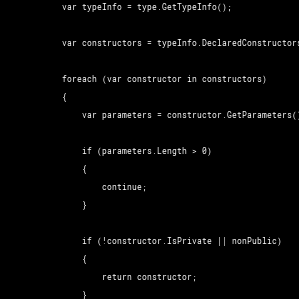 var typeInfo = type.GetTypeInfo();
var constructors = typeInfo.DeclaredConstructors
foreach (var constructor in constructors)
{
var parameters = constructor.GetParameters()
if (parameters.Length > 0)
{
continue;
}
if (!constructor.IsPrivate || nonPublic)
{
return constructor;
}